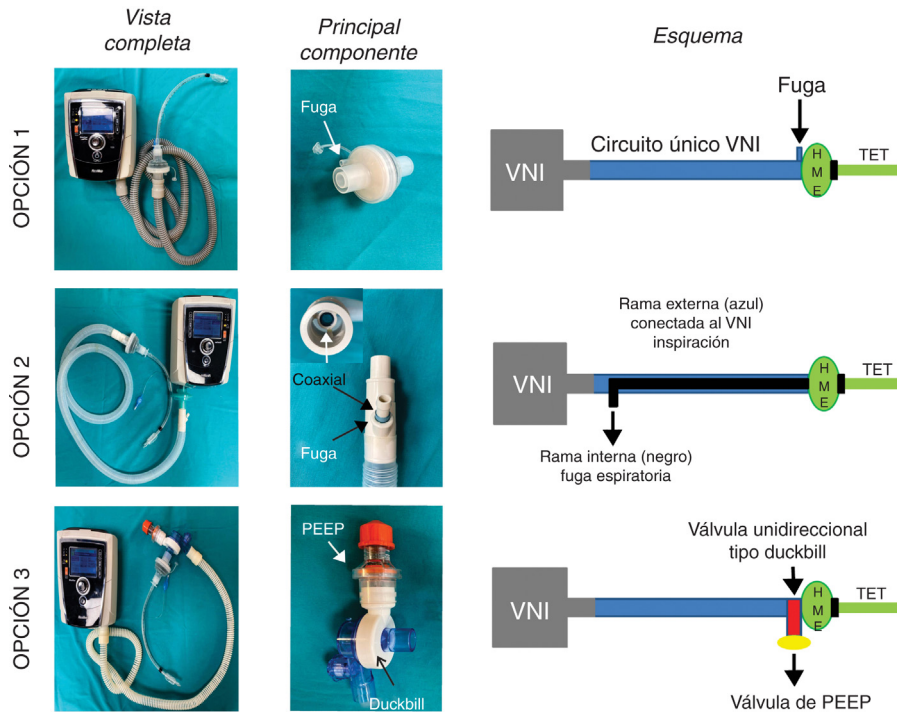 Vista
completa
Principal
componente
Esquema
OPCIÓN 1
Fuga
Fuga
Circuito único VNI
VNI
H
M
E
TET
OPCIÓN 2
Coaxial
Fuga
Rama externa (azul)
conectada al VNI
inspiración
VNI
H
M
E
TET
Rama interna (negro)
fuga espiratoria
OPCIÓN 3
PEEP
Duckbill
Válvula unidireccional
tipo duckbill
VNI
H
M
E
TET
Válvula de PEEP